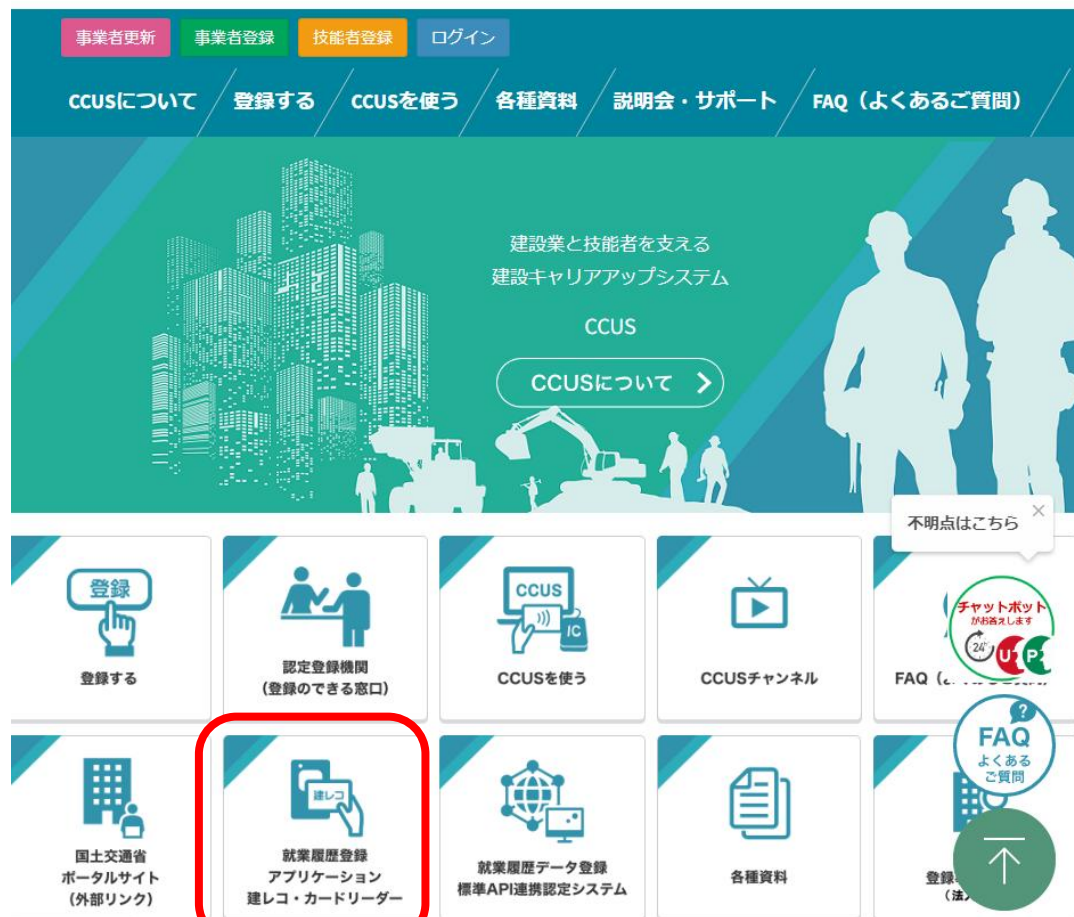 事業者更新 事業者登録 技能者登録 ログイン
CCUSについて 登録する CCUSを使う 各種資料 説明会・サポート FAQ（よくあるご質問）
建設業と技能者を支える
建設キャリアアップシステム
CCUS
CCUSについて
不明点はこちら
登録
登録する
認定登録機関
（登録のできる窓口）
CCUS
IC
CCUSを使う
CCUSチャンネル
チャットボット
がお答えします
24
U P
FAQ（
FAQ
よくある
ご質問
国土交通省
ポータルサイト
（外部リンク）
建レコ
就業履歴登録
アプリケーション
建レコ・カードリーダー
就業履歴データ登録
標準API連携認定システム
各種資料
登録
（法